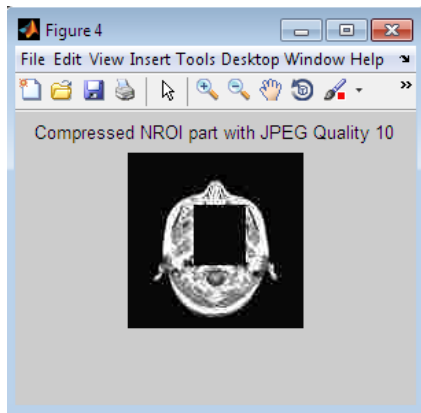 Figure 4
File Edit View Insert Tools Desktop Window Help
Compressed NROI part with JPEG Quality 10